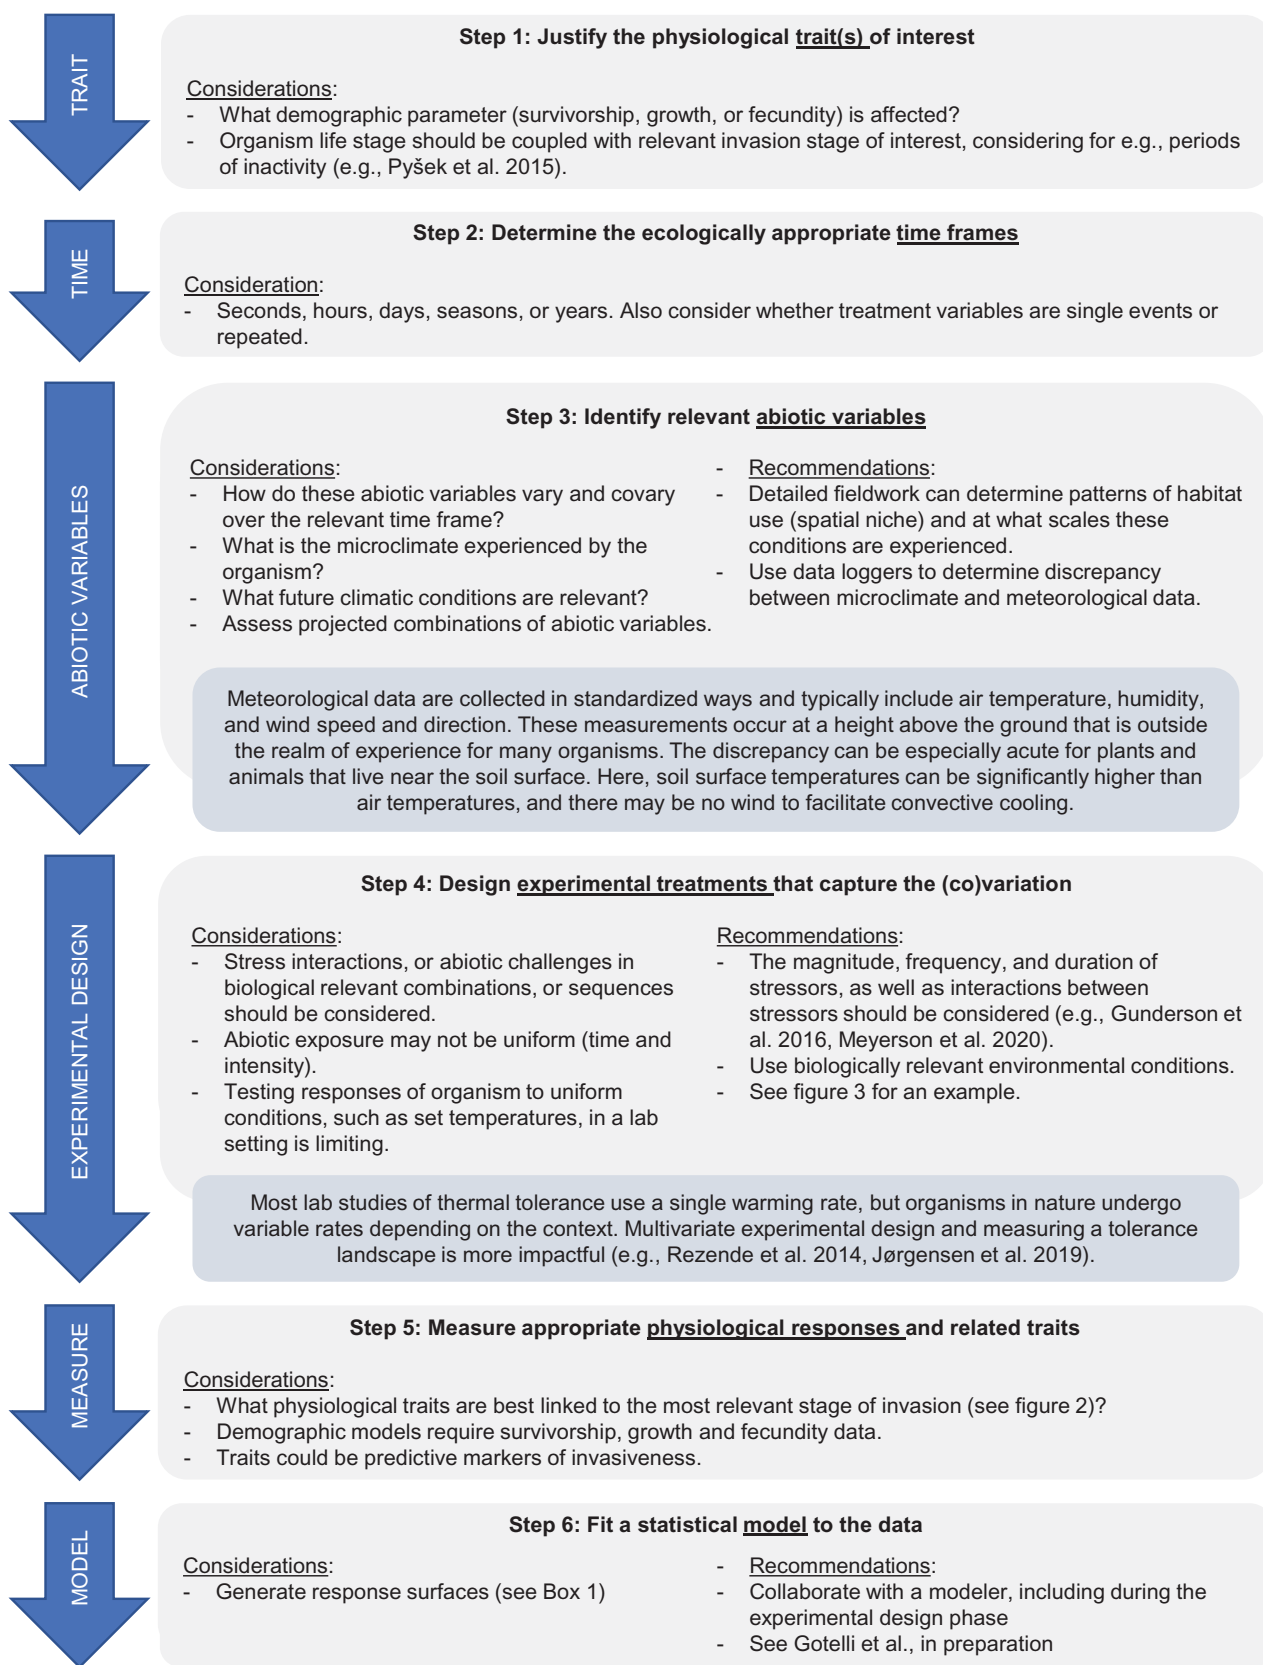 TRAIT
Step 1: Justify the physiological trait(s) of interest
Considerations:
- What demographic parameter (survivorship, growth, or fecundity) is affected?
- Organism life stage should be coupled with relevant invasion stage of interest, considering for e.g., periods
of inactivity (e.g., Pyšek et al. 2015).
TIME
Step 2: Determine the ecologically appropriate time frames
Consideration:
- Seconds, hours, days, seasons, or years. Also consider whether treatment variables are single events or
repeated.
ABIOTIC VARIABLES
Step 3: Identify relevant abiotic variables
Considerations:
- How do these abiotic variables vary and covary
over the relevant time frame?
- What is the microclimate experienced by the
organism?
- What future climatic conditions are relevant?
- Assess projected combinations of abiotic variables.
- Recommendations:
- Detailed fieldwork can determine patterns of habitat
use (spatial niche) and at what scales these
conditions are experienced.
- Use data loggers to determine discrepancy
between microclimate and meteorological data.
Meteorological data are collected in standardized ways and typically include air temperature, humidity,
and wind speed and direction. These measurements occur at a height above the ground that is outside
the realm of experience for many organisms. The discrepancy can be especially acute for plants and
animals that live near the soil surface. Here, soil surface temperatures can be significantly higher than
air temperatures, and there may be no wind to facilitate convective cooling.
EXPERIMENTAL DESIGN
Step 4: Design experimental treatments that capture the (co)variation
Considerations:
- Stress interactions, or abiotic challenges in
biological relevant combinations, or sequences
should be considered.
- Abiotic exposure may not be uniform (time and
intensity).
- Testing responses of organism to uniform
conditions, such as set temperatures, in a lab
setting is limiting.
Recommendations:
- The magnitude, frequency, and duration of
stressors, as well as interactions between
stressors should be considered (e.g., Gunderson et
al. 2016, Meyerson et al. 2020).
- Use biologically relevant environmental conditions.
- See figure 3 for an example.
Most lab studies of thermal tolerance use a single warming rate, but organisms in nature undergo
variable rates depending on the context. Multivariate experimental design and measuring a tolerance
landscape is more impactful (e.g., Rezende et al. 2014, Jørgensen et al. 2019).
MEASURE
Step 5: Measure appropriate physiological responses and related traits
Considerations:
- What physiological traits are best linked to the most relevant stage of invasion (see figure 2)?
- Demographic models require survivorship, growth and fecundity data.
- Traits could be predictive markers of invasiveness.
MODEL
Step 6: Fit a statistical model to the data
Considerations:
- Generate response surfaces (see Box 1)
- Recommendations:
- Collaborate with a modeler, including during the
experimental design phase
- See Gotelli et al., in preparation